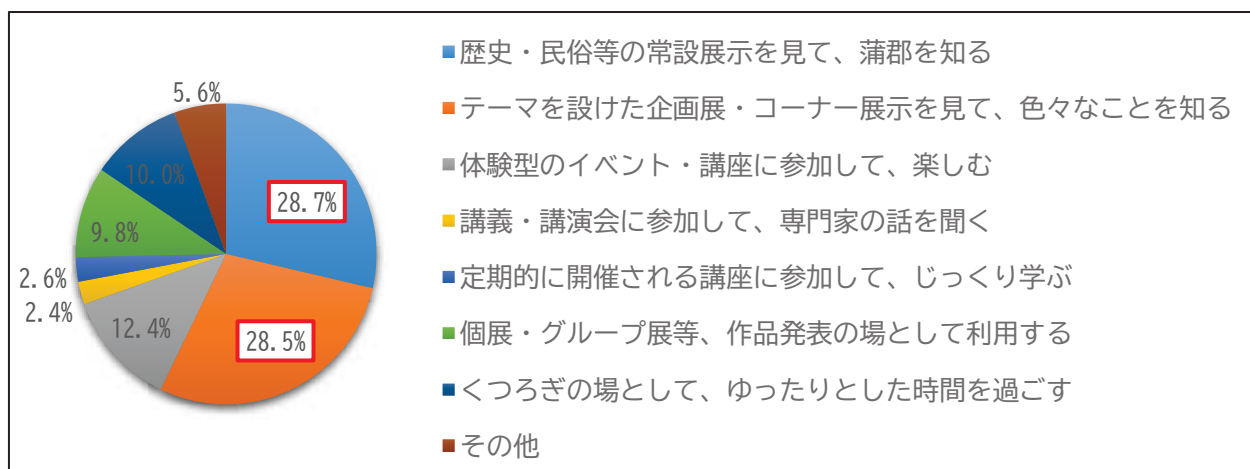 歴史・民俗等の常設展示を見て、蒲郡を知る
テーマを設けた企画展・コーナー展示を見て、色々なことを知る
体験型のイベント・講座に参加して、楽しむ
講義・講演会に参加して、専門家の話を聞く
定期的に開催される講座に参加して、じっくり学ぶ
個展・グループ展等、作品発表の場として利用する
くつろぎの場として、ゆったりとした時間を過ごす
その他
28.7%
28.5%
12.4%
2.4%
2.6%
9.8%
10.0%
5.6%